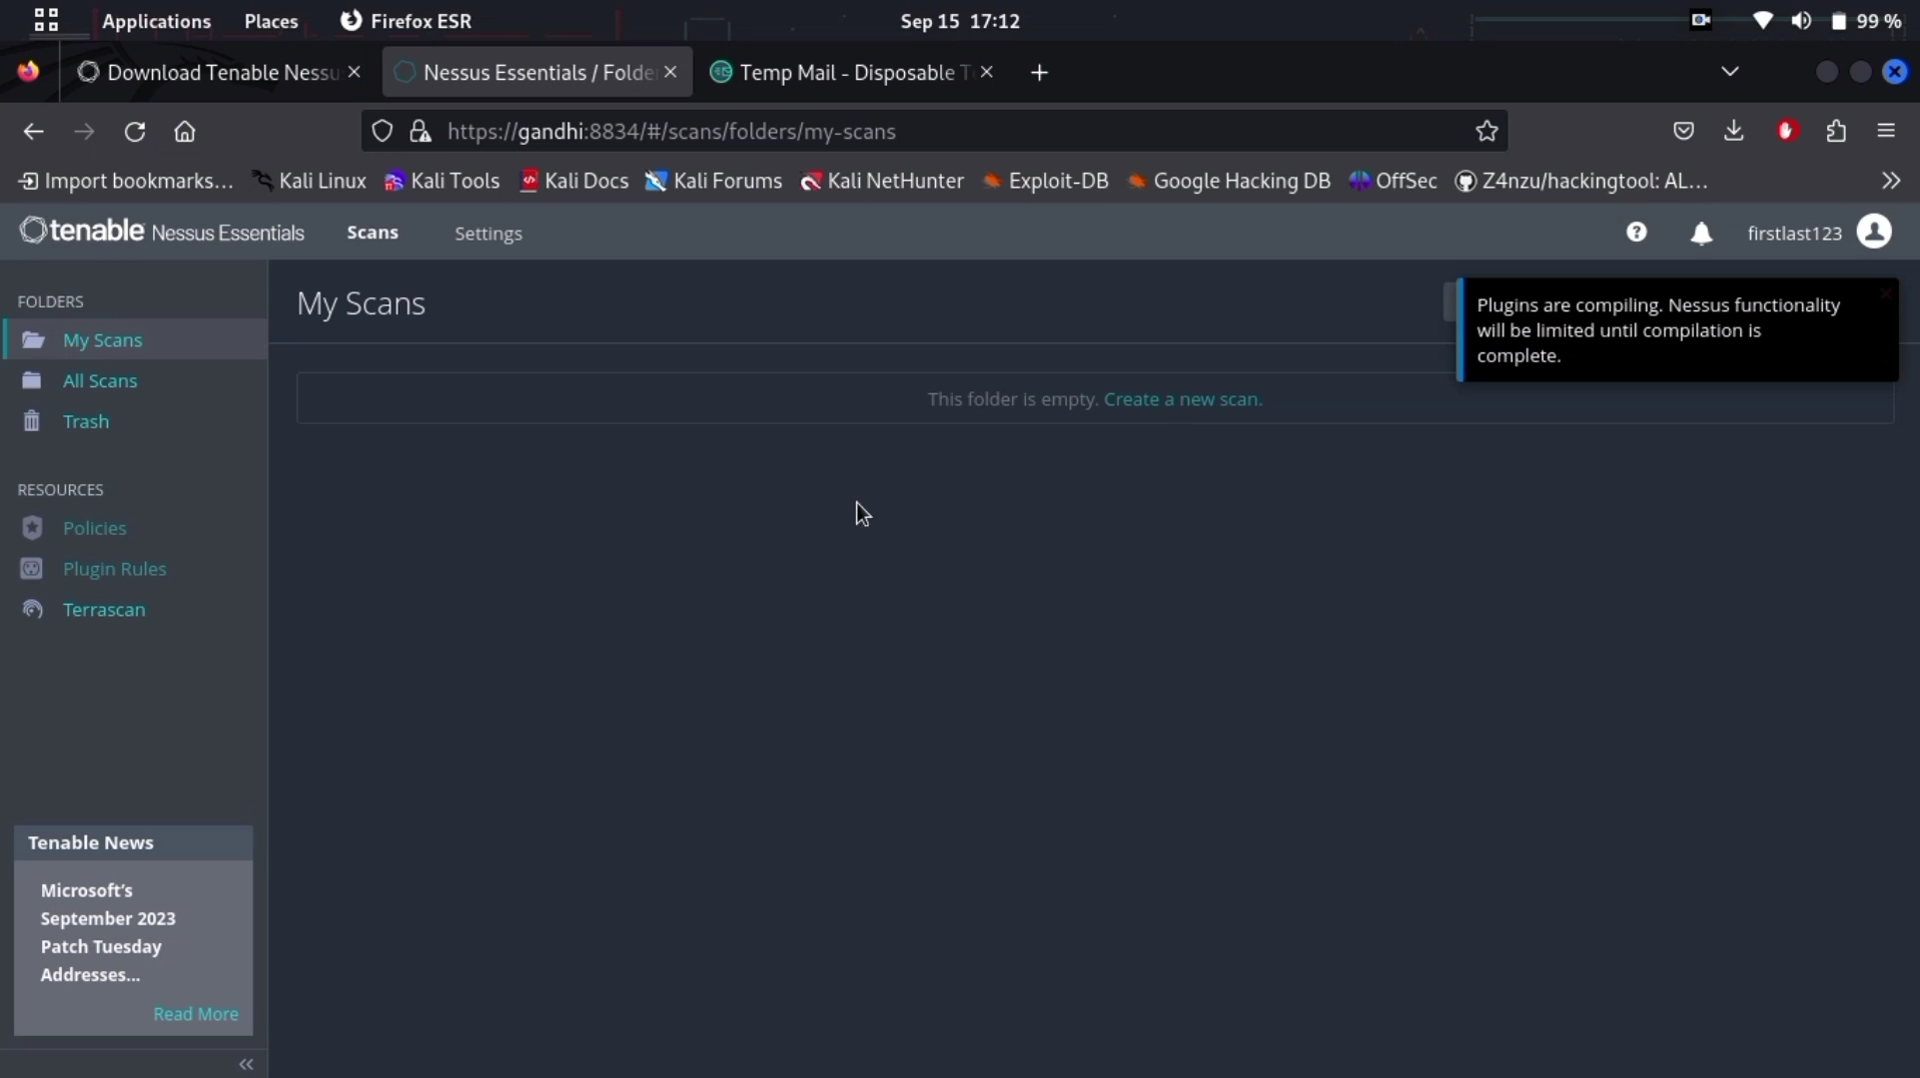 Applications Places Firefox ESR Sep 15 17:12 99 %
Download Tenable Nessu Nessus Essentials / Folde Temp Mail - Disposable T
https://gandhi:8834/#/scans/folders/my-scans
Import bookmarks... Kali Linux Kali Tools Kali Docs Kali Forums Kali NetHunter Exploit-DB Google Hacking DB OffSec Z4nzu/hackingtool: AL...
tenable Nessus Essentials Scans Settings firstlast123
FOLDERS
My Scans
All Scans
Trash
RESOURCES
Policies
Plugin Rules
Terrascan
Tenable News
Microsoft's
September 2023
Patch Tuesday
Addresses...
Read More
My Scans
Plugins are compiling. Nessus functionality
will be limited until compilation is
complete.
This folder is empty. Create a new scan.